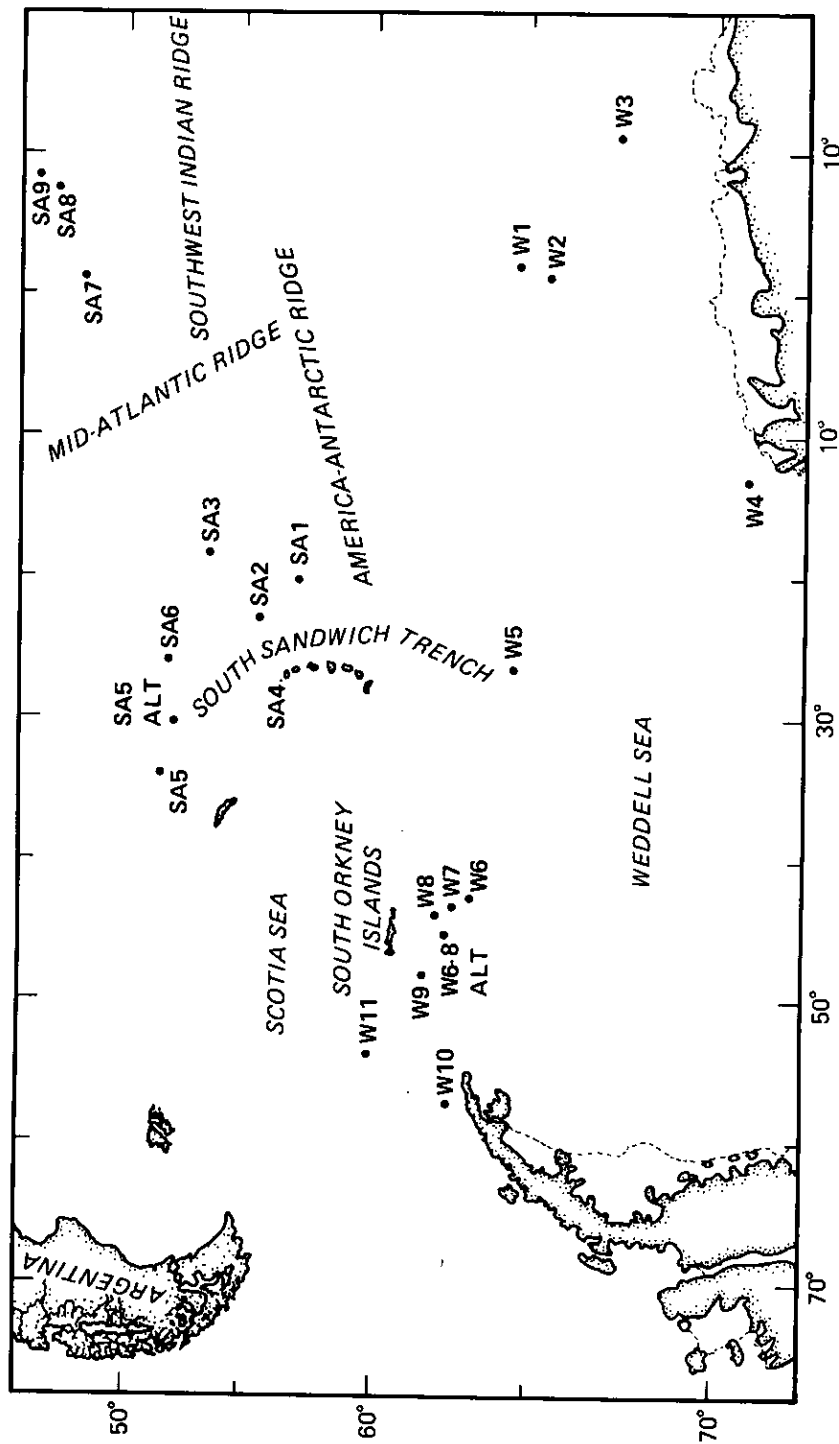 ARGENTINA
SCOTIA SEA
SOUTH ORKNEY
ISLANDS
WEDDELL SEA
SOUTH SANDWICH TRENCH
MID-ATLANTIC RIDGE
AMERICA-ANTARCTIC RIDGE
SOUTHWEST INDIAN RIDGE
SA5
SA5
ALT
SA6
SA3
SA2
SA1
SA4
SA7
SA8
SA9
W11
W10
W9
W8
W7
W6
W6-8
ALT
W5
W4
W1
W2
W3
50°
60°
70°
70°
50°
30°
10°
10°